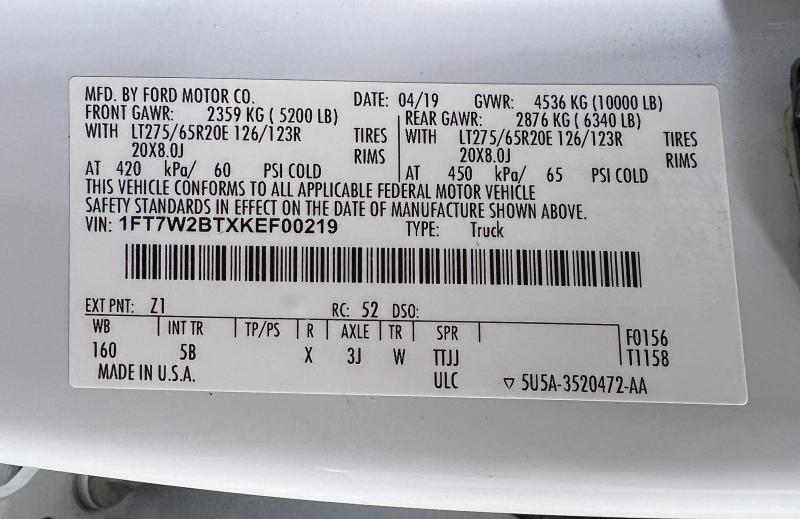 MFD. BY FORD MOTOR CO. DATE: 04/19 GVWR: 4536 KG (10000 LB)
FRONT GAWR: 2359 KG ( 5200 LB) REAR GAWR: 2876 KG ( 6340 LB)
WITH LT275/65R20E 126/123R TIRES WITH LT275/65R20E 126/123R TIRES
20X8.0J RIMS 20X8.0J RIMS
AT 420 kPa/ 60 PSI COLD AT 450 kPa/ 65 PSI COLD
THIS VEHICLE CONFORMS TO ALL APPLICABLE FEDERAL MOTOR VEHICLE
SAFETY STANDARDS IN EFFECT ON THE DATE OF MANUFACTURE SHOWN ABOVE.
VIN: 1FT7W2BTXKEF00219 TYPE: Truck
EXT PNT: Z1 RC: 52 DSO:
WB INT TR TP/PS R AXLE TR SPR F0156
160 5B X 3J W TTJJ T1158
MADE IN U.S.A. ULC ▽ 5U5A-3520472-AA